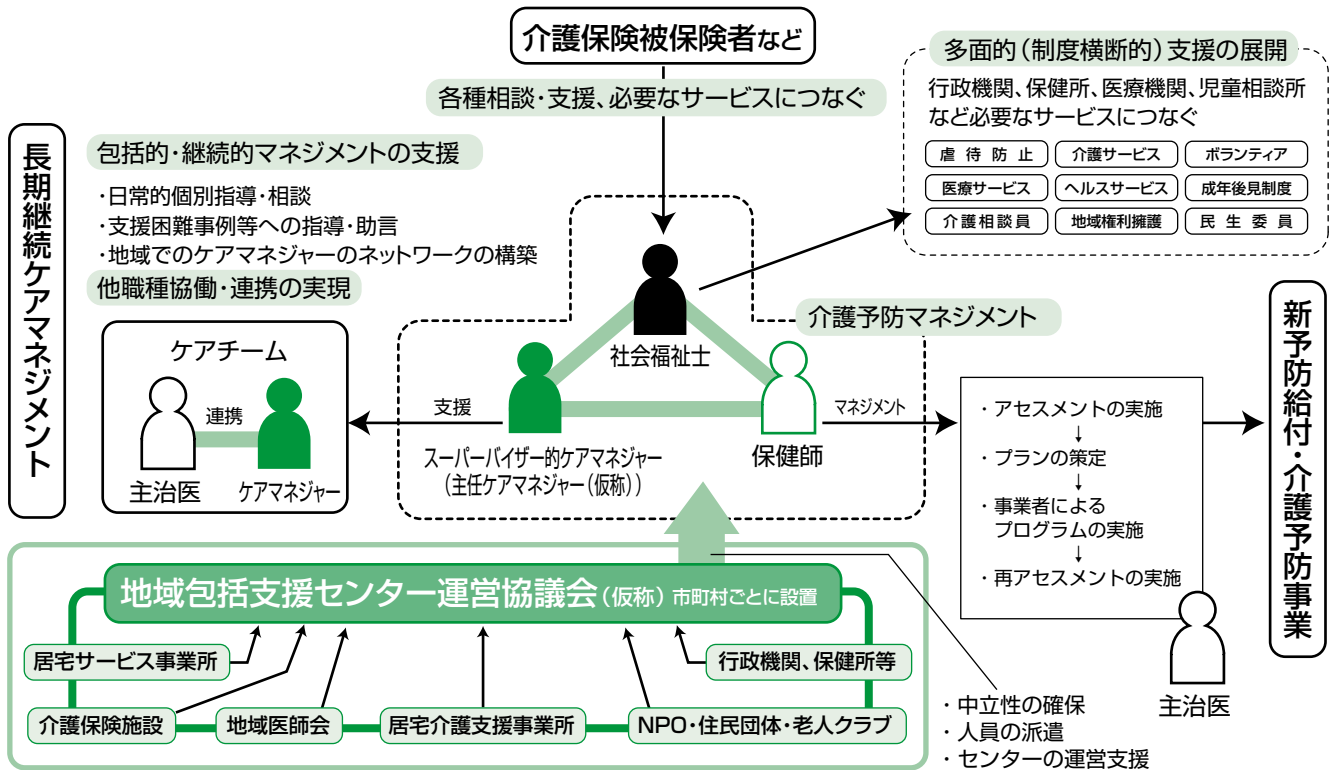 介護保険被保険者など
各種相談・支援、必要なサービスにつなぐ
多面的（制度横断的）支援の展開
行政機関、保健所、医療機関、児童相談所
など必要なサービスにつなぐ
虐待防止
介護サービス
ボランティア
医療サービス
ヘルスサービス
成年後見制度
介護相談員
地域権利擁護
民生委員
長期継続ケアマネジメント
包括的・継続的マネジメントの支援
・日常的個別指導・相談
・支援困難事例等への指導・助言
・地域でのケアマネジャーのネットワークの構築
他職種協働・連携の実現
ケアチーム
連携
主治医
ケアマネジャー
支援
社会福祉士
スーパーバイザー的ケアマネジャー
（主任ケアマネジャー（仮称））
保健師
介護予防マネジメント
マネジメント
・アセスメントの実施
↓
・プランの策定
↓
・事業者による
プログラムの実施
↓
・再アセスメントの実施
主治医
新予防給付・介護予防事業
地域包括支援センター運営協議会（仮称）市町村ごとに設置
居宅サービス事業所
行政機関、保健所等
介護保険施設
地域医師会
居宅介護支援事業所
NPO・住民団体・老人クラブ
・中立性の確保
・人員の派遣
・センターの運営支援